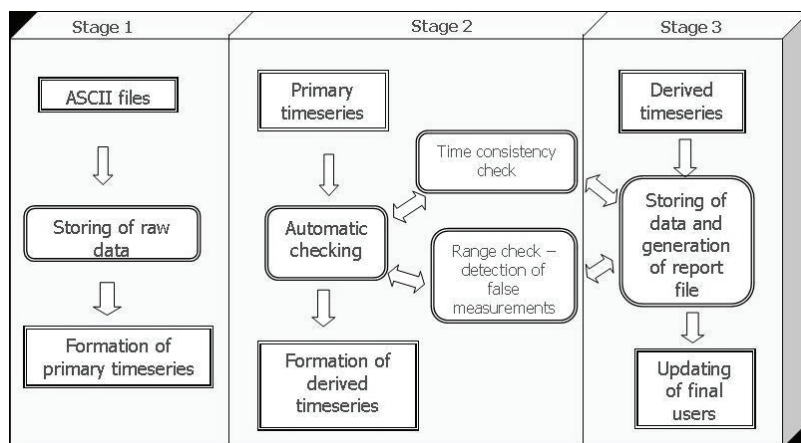 Stage 1
Stage 2
Stage 3
ASCII files
Storing of raw
data
Formation of
primary timeseries
Primary
timeseries
Automatic
checking
Formation of
derived
timeseries
Time consistency
check
Range check –
detection of
false
measurements
Derived
timeseries
Storing of
data and
generation
of report
file
Updating
of final
users